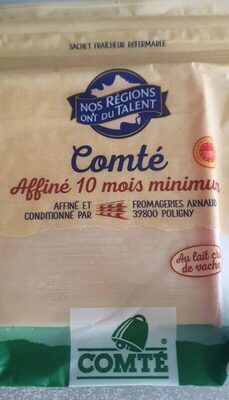 SACHET FRAÎCHEUR REFERMABLE
NOS RÉGIONS
ONT DU TALENT
Comté
Affiné 10 mois minimum
AFFINÉ ET
CONDITIONNÉ PAR
FROMAGERIES ARNAUD
39800 POLIGNY
Au lait cru
de vache
COMTÉ